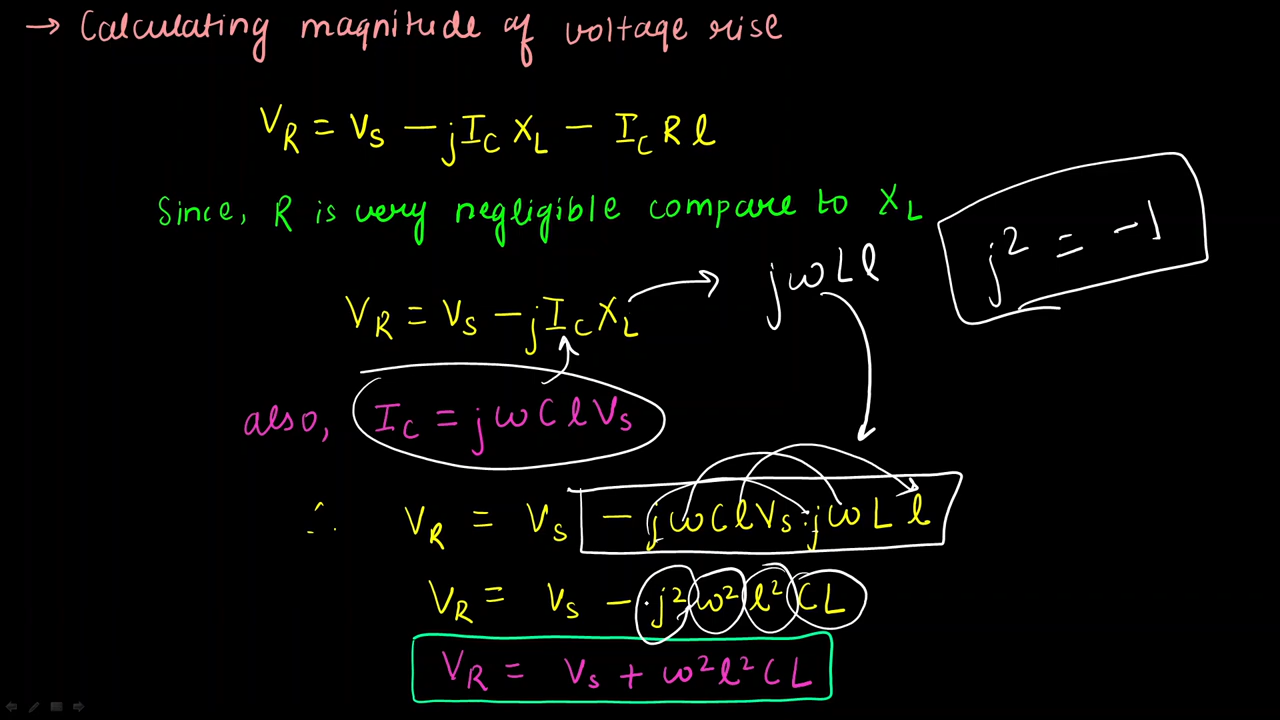 → Calculating magnitude of voltage rise
V_R = V_S - jI_C X_L - I_C R l
Since, R is very negligible compare to X_L
j² = -1
jωLl
V_R = V_S - jI_C X_L
also, I_C = jωClV_S
∴ V_R = V_S - jωClV_S·jωLl
V_R = V_S - j²ω²l²CL
V_R = V_S + ω²l²CL